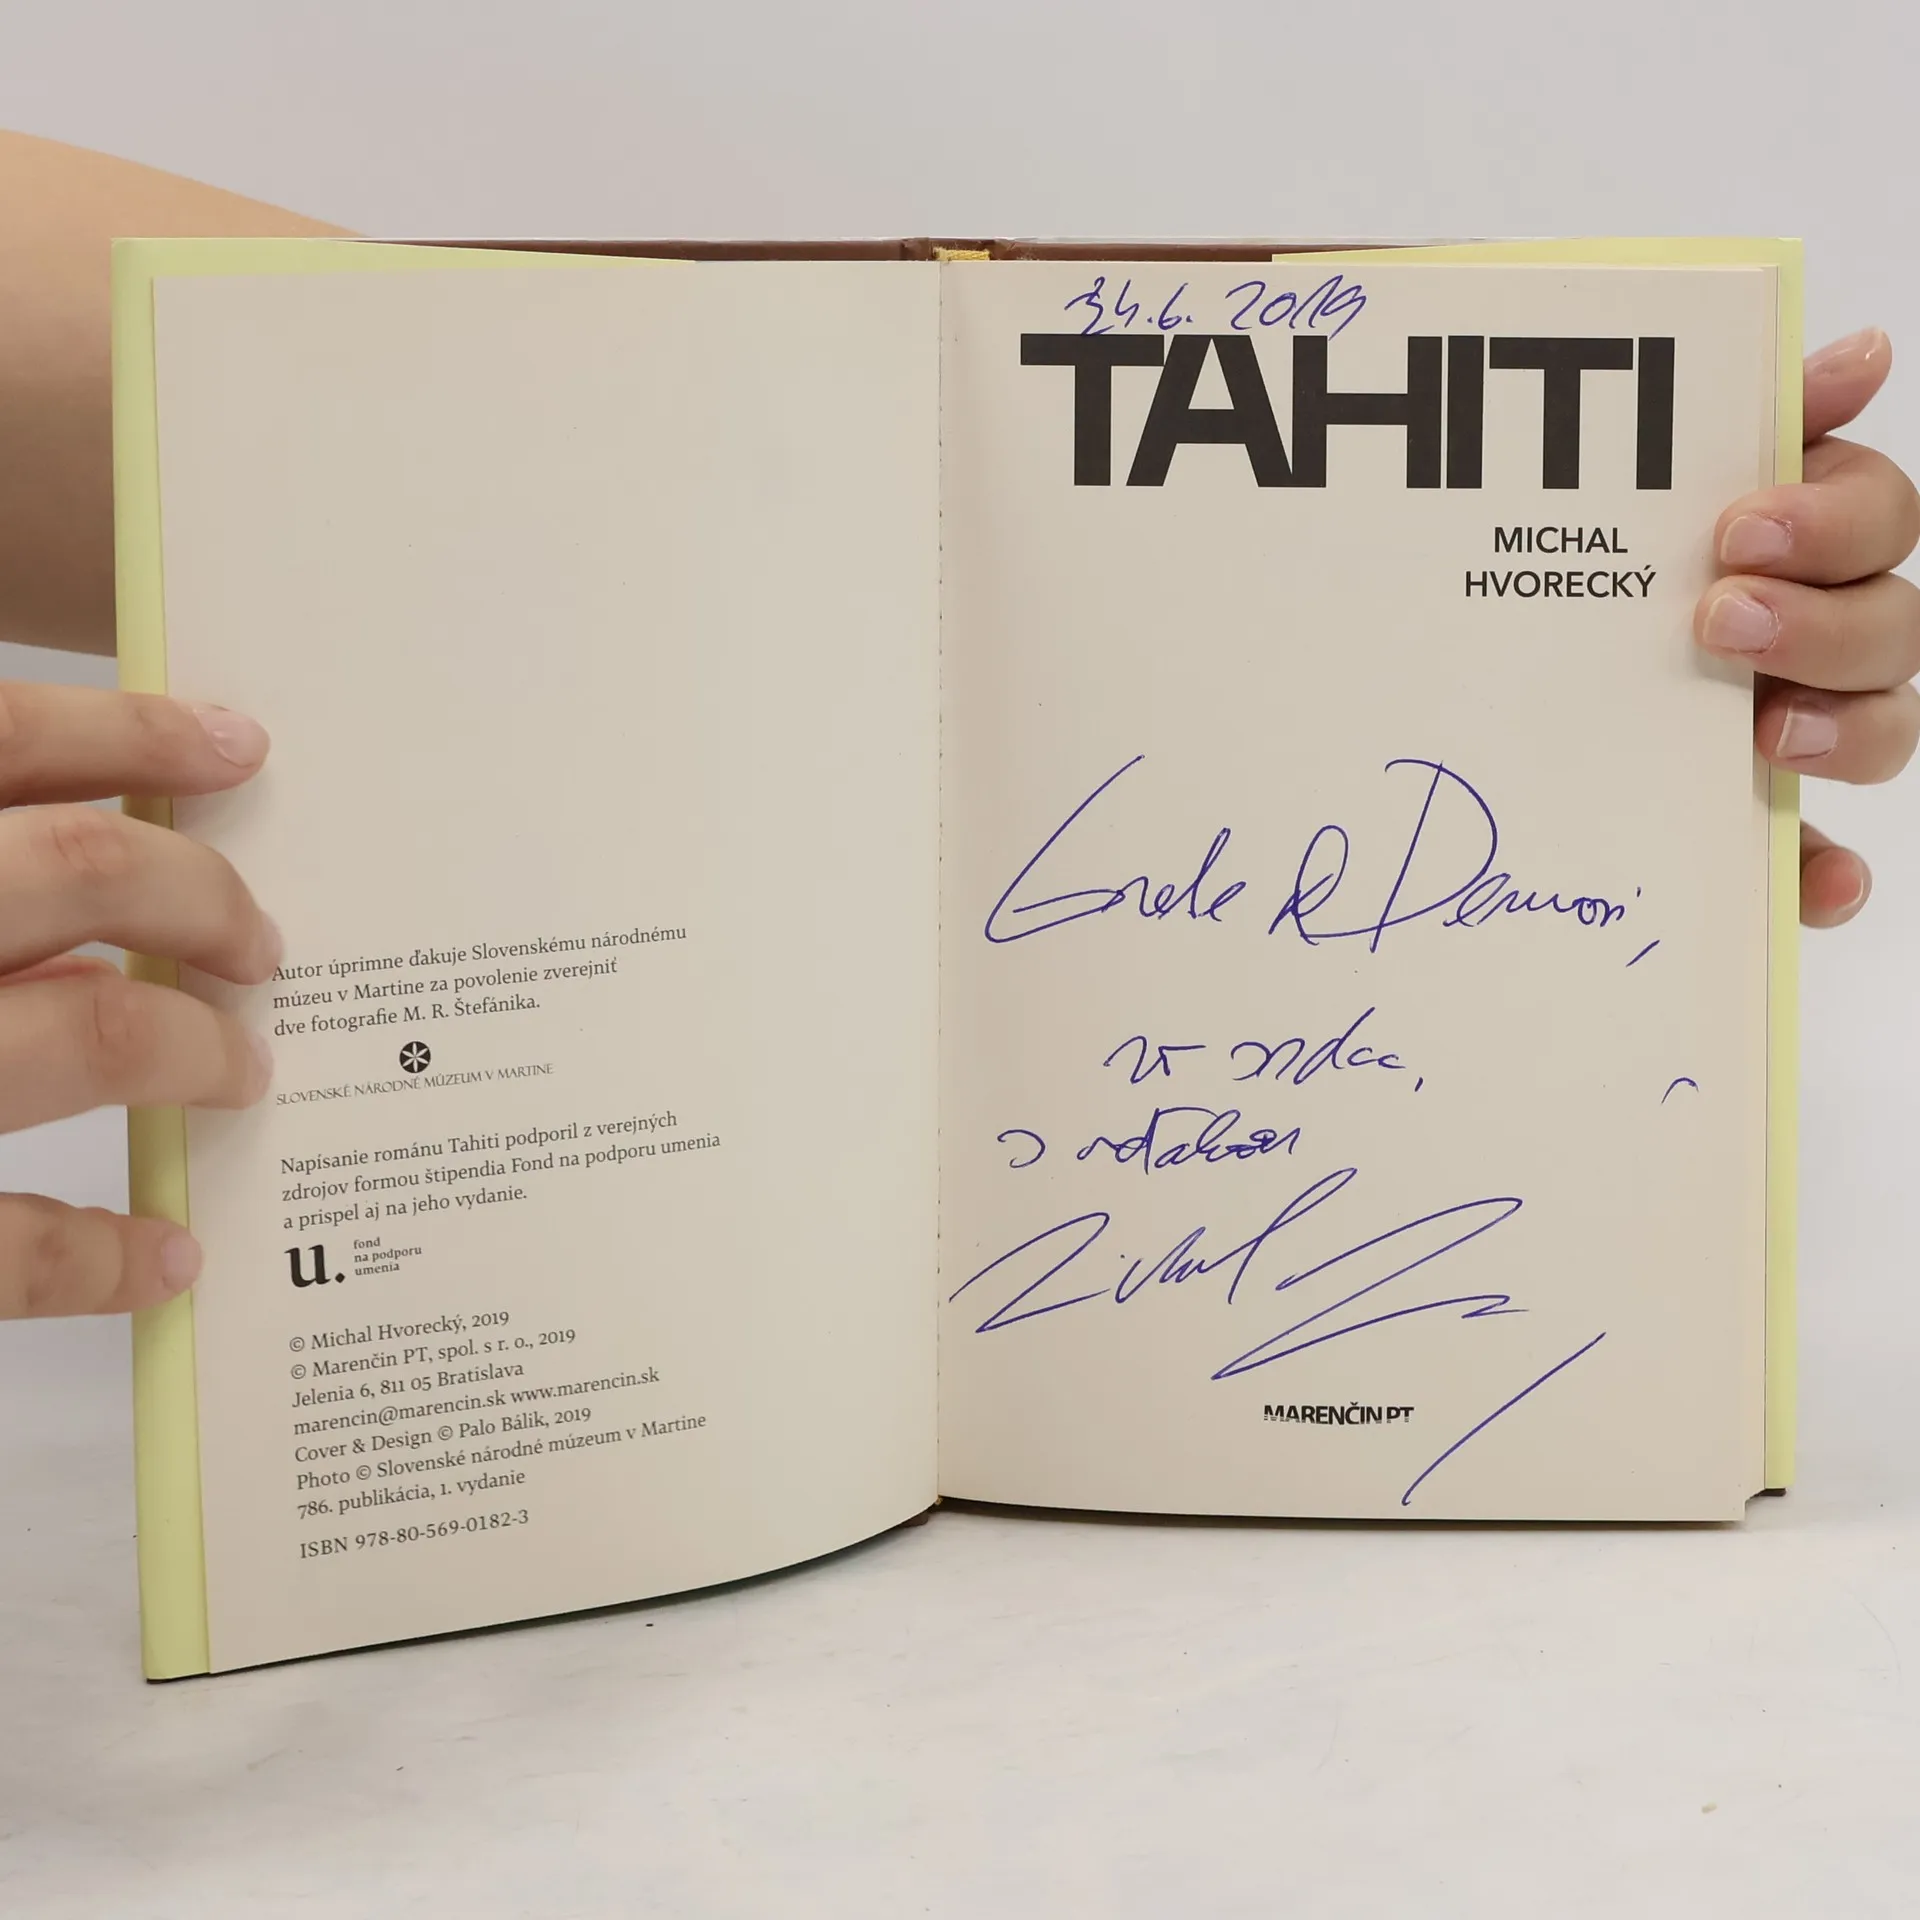 Autor úprimne ďakuje Slovenskému národnému
múzeu v Martine za povolenie zverejniť
dve fotografie M. R. Štefánika.
SLOVENSKÉ NÁRODNÉ MÚZEUM V MARTINE
Napísanie románu Tahiti podporil z verejných
zdrojov formou štipendia Fond na podporu umenia
a prispel aj na jeho vydanie.
u.
fond
na podporu
umenia
© Michal Hvorecký, 2019
© Marenčin PT, spol. s r. o., 2019
Jelenia 6, 811 05 Bratislava
marencin@marencin.sk www.marencin.sk
Cover & Design © Palo Bálik, 2019
Photo © Slovenské národné múzeum v Martine
786. publikácia, 1. vydanie
ISBN 978-80-569-0182-3
6. 2019
TAHITI
MICHAL
HVORECKÝ
MARENČIN PT